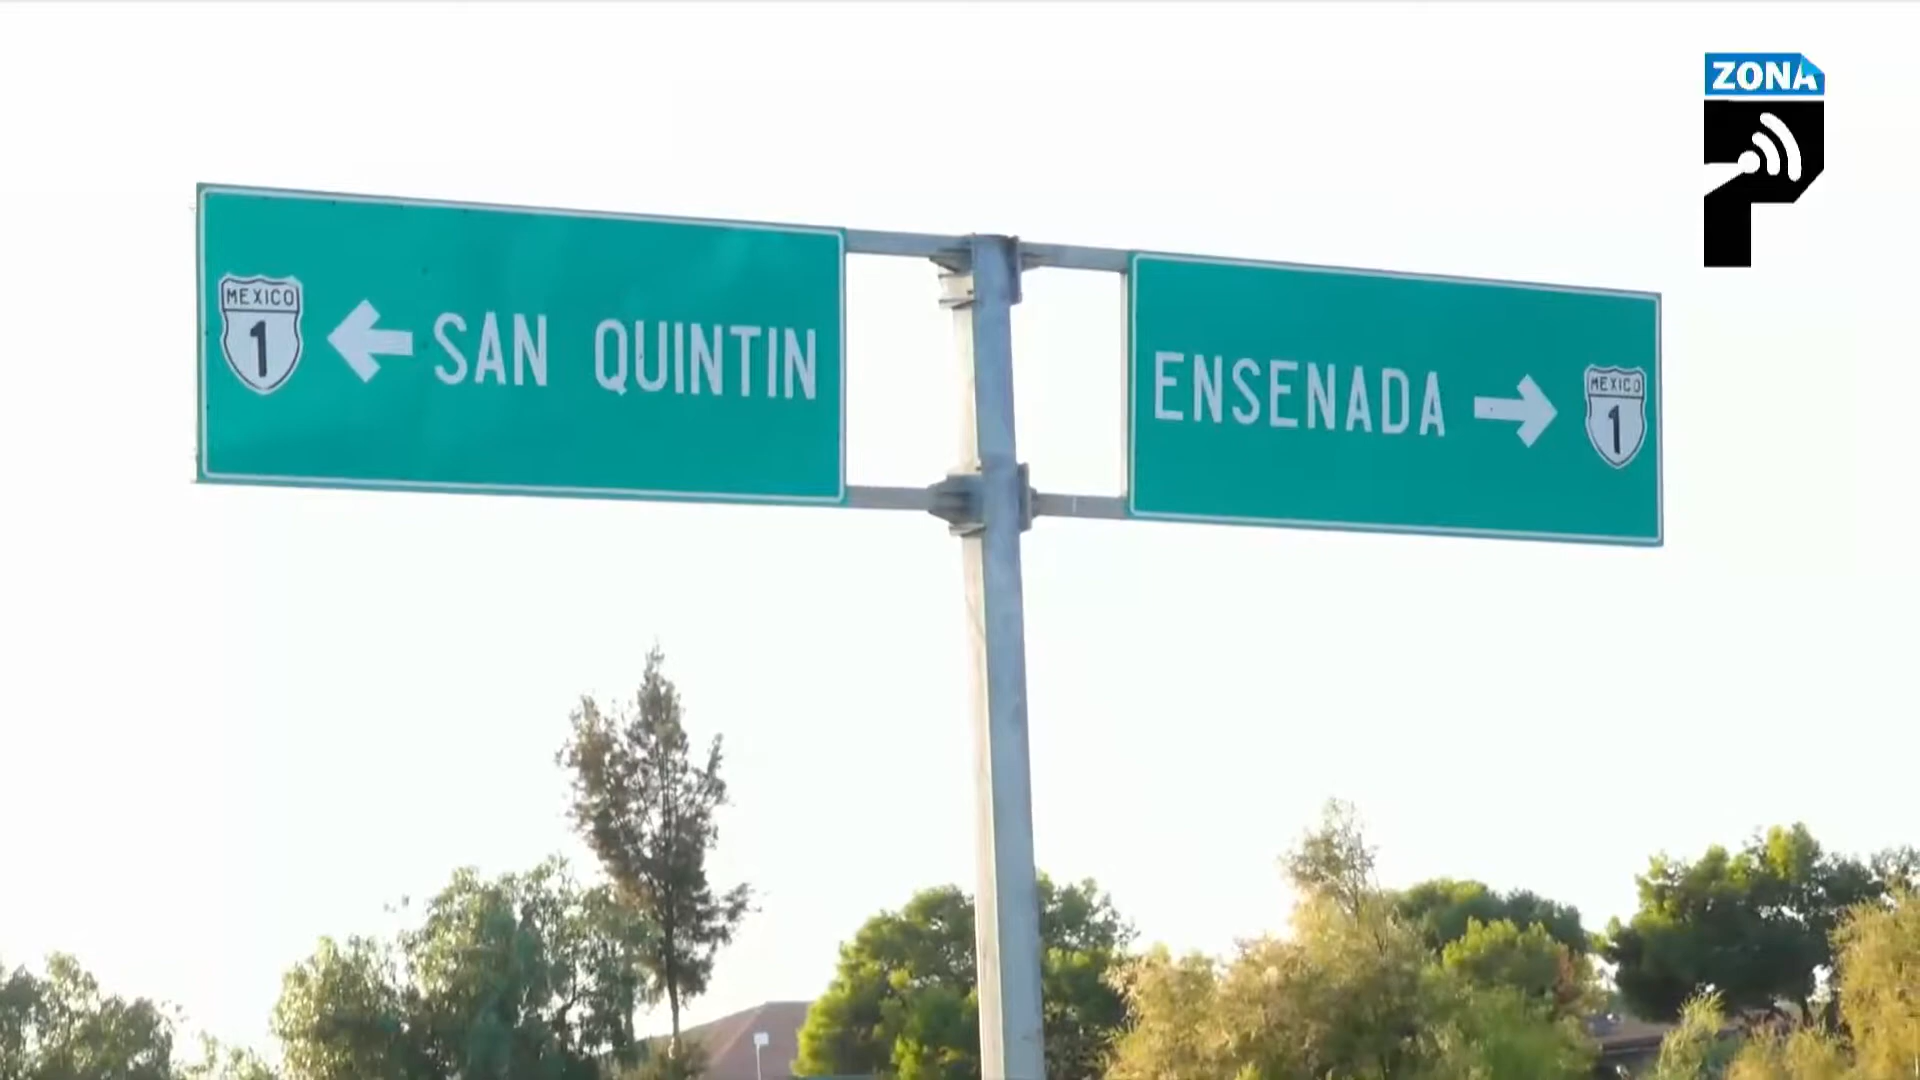 ZONA
MEXICO
1
SAN QUINTIN
ENSENADA
MEXICO
1